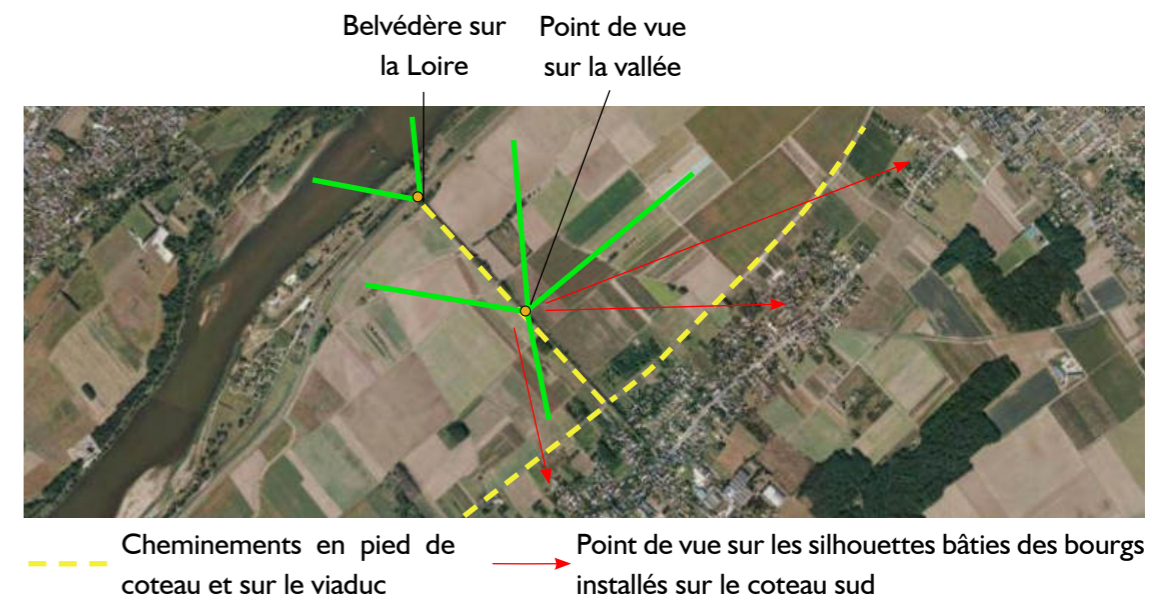 Belvédère sur
la Loire
Point de vue
sur la vallée
Cheminements en pied de
coteau et sur le viaduc
Point de vue sur les silhouettes bâties des bourgs
installés sur le coteau sud